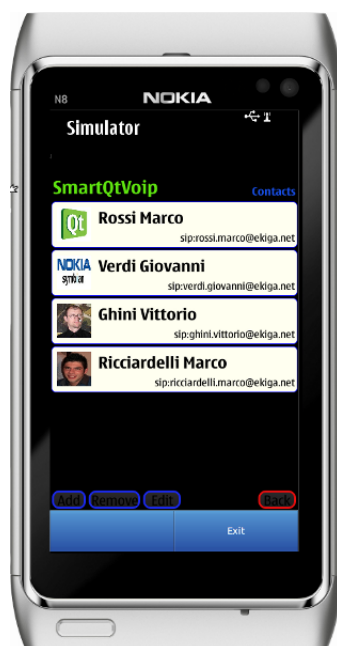 N8 NOKIA
Simulator
SmartQtVoip Contacts
Qt Rossi Marco
sip:rossi.marco@ekiga.net
NOKIA Verdi Giovanni
symbian
sip:verdi.giovanni@ekiga.net
Ghini Vittorio
sip:ghini.vittorio@ekiga.net
Ricciardelli Marco
sip:ricciardelli.marco@ekiga.net
Add Remove Edit Back
Exit